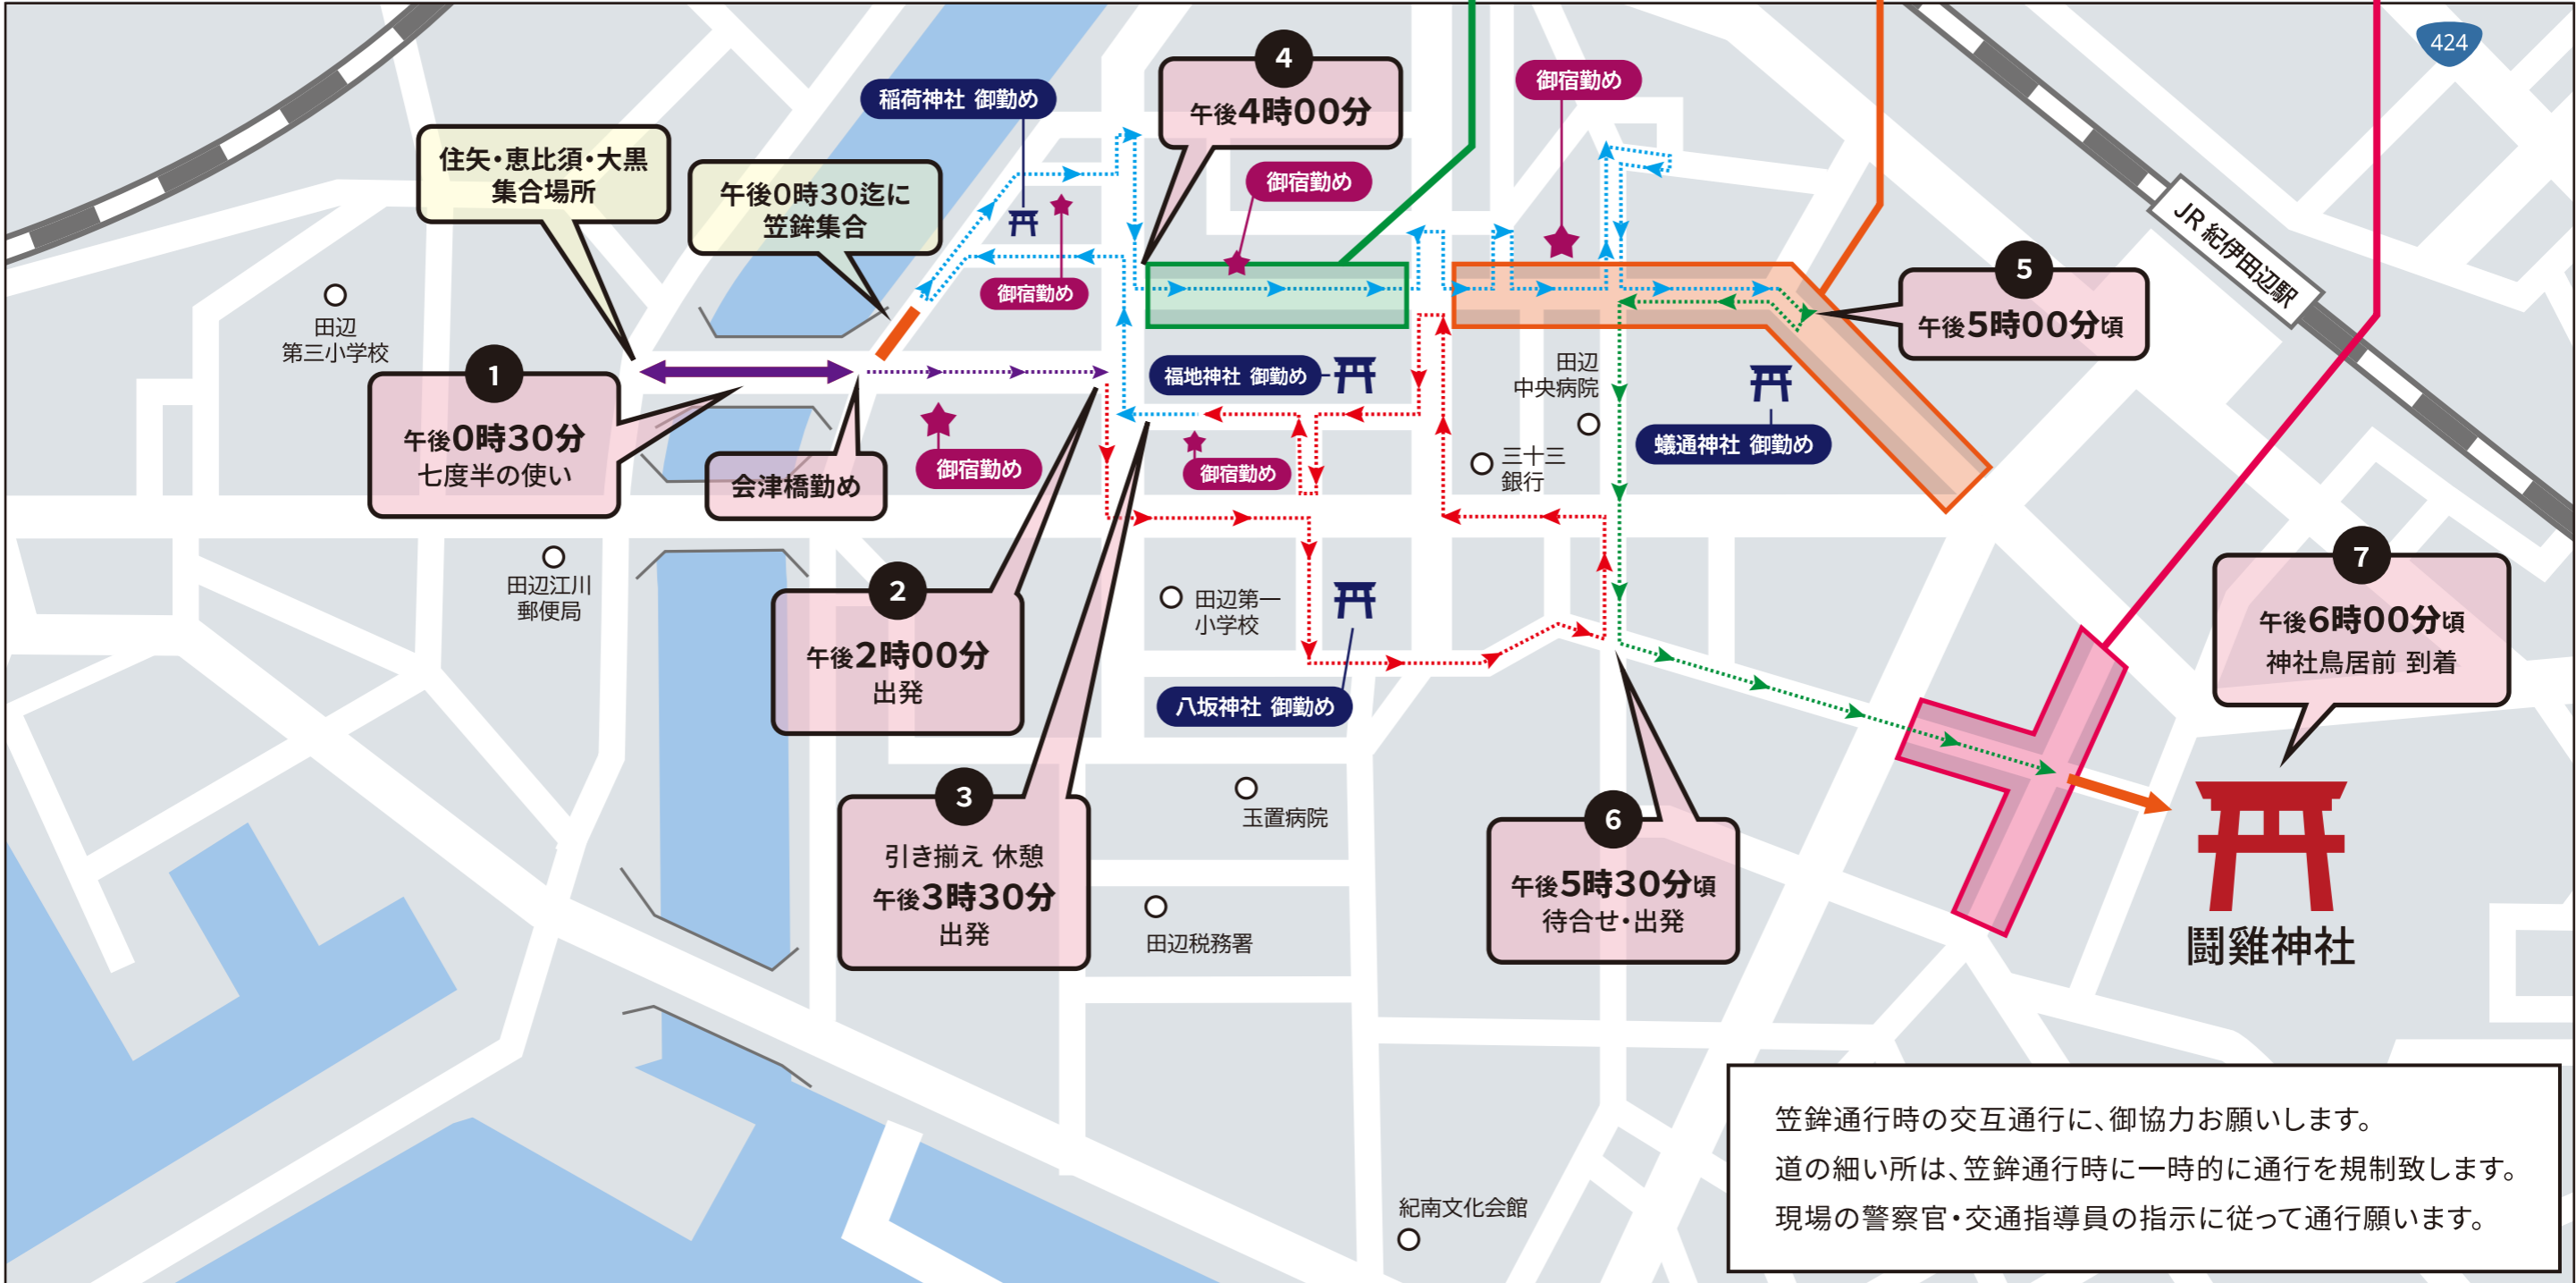 424
4
午後4時00分
稲荷神社 御勤め
御宿勤め
住矢・恵比須・大黒
集合場所
午後0時30迄に
笠鉾集合
御宿勤め
JR 紀伊田辺駅
御宿勤め
5
午後5時00分頃
田辺
第三小学校
1
午後0時30分
七度半の使い
会津橋勤め
御宿勤め
福地神社 御勤め
御宿勤め
田辺
中央病院
三十三
銀行
蟻通神社 御勤め
田辺江川
郵便局
2
午後2時00分
出発
田辺第一
小学校
八坂神社 御勤め
7
午後6時00分頃
神社鳥居前 到着
3
引き揃え 休憩
午後3時30分
出発
玉置病院
田辺税務署
6
午後5時30分頃
待合せ・出発
鬪雞神社
紀南文化会館
笠鉾通行時の交互通行に、御協力お願いします。
道の細い所は、笠鉾通行時に一時的に通行を規制致します。
現場の警察官・交通指導員の指示に従って通行願います。